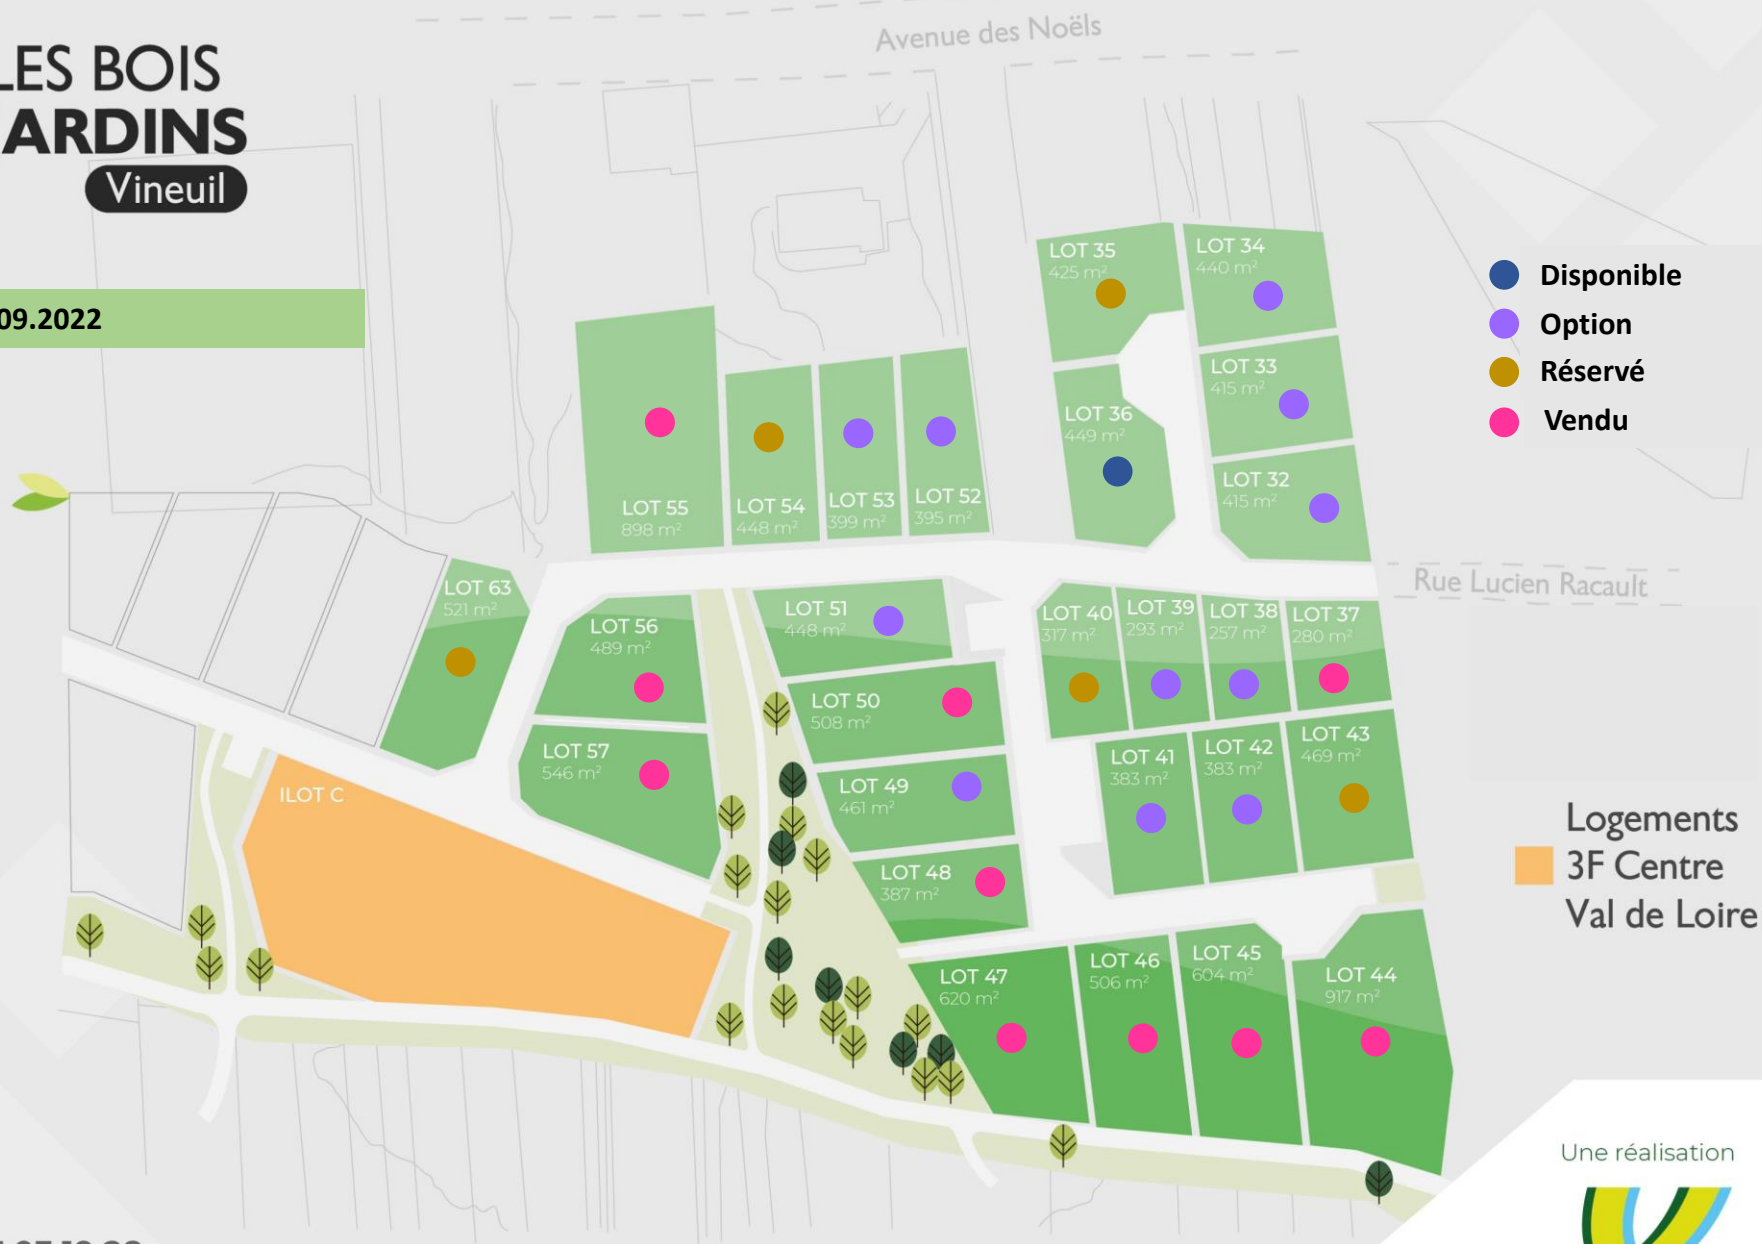 Avenue des Noëls
LES BOIS
JARDINS
Vineuil
09.2022
Disponible
Option
Réservé
Vendu
LOT 35
425 m²
LOT 34
440 m²
LOT 33
415 m²
LOT 36
449 m²
LOT 32
415 m²
LOT 55
898 m²
LOT 54
448 m²
LOT 53
399 m²
LOT 52
395 m²
Rue Lucien Racault
LOT 63
521 m²
LOT 56
489 m²
LOT 51
448 m²
LOT 40
317 m²
LOT 39
293 m²
LOT 38
257 m²
LOT 37
280 m²
LOT 50
508 m²
LOT 57
546 m²
LOT 49
461 m²
LOT 41
383 m²
LOT 42
383 m²
LOT 43
469 m²
ILOT C
LOT 48
387 m²
Logements
3F Centre
Val de Loire
LOT 47
620 m²
LOT 46
506 m²
LOT 45
604 m²
LOT 44
917 m²
Une réalisation